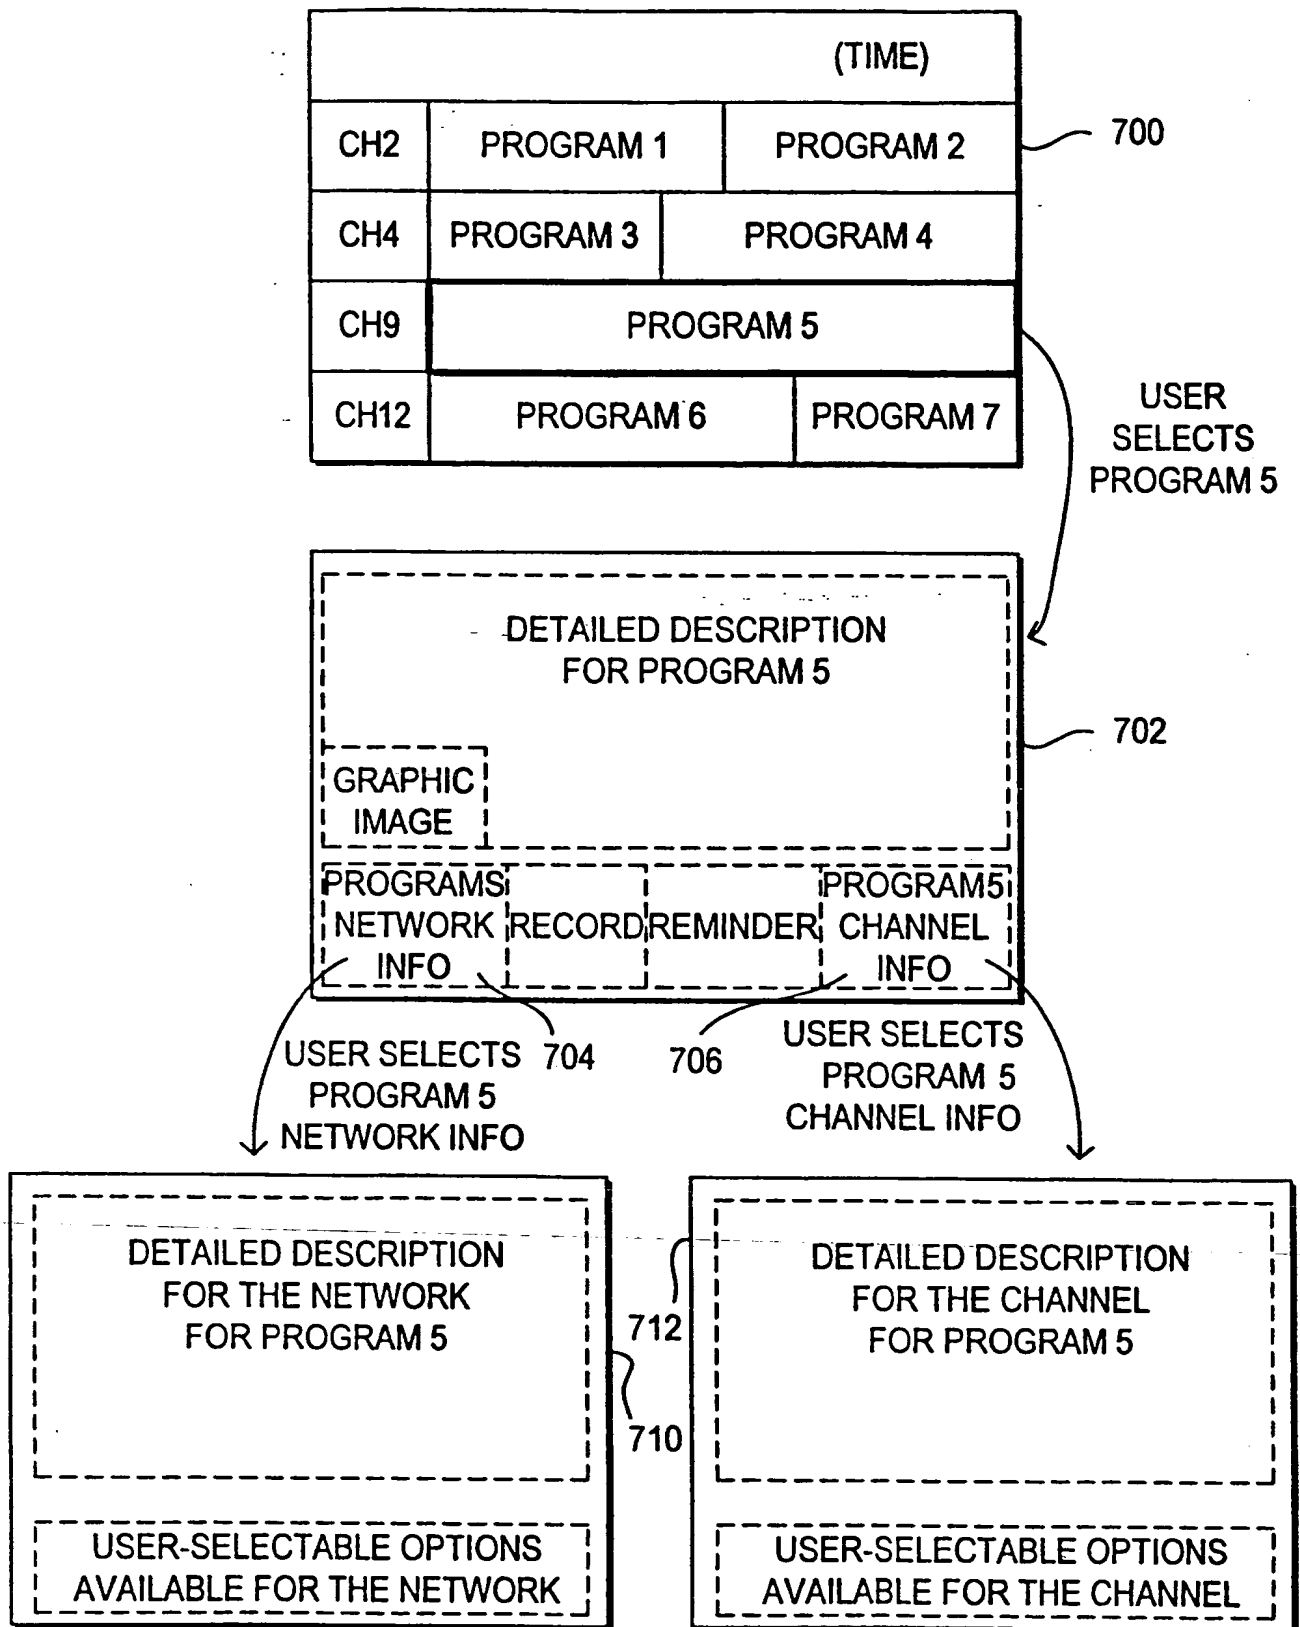 (TIME)
CH2 PROGRAM 1 PROGRAM 2
700
CH4 PROGRAM 3 PROGRAM 4
CH9 PROGRAM 5
CH12 PROGRAM 6 PROGRAM 7
USER
SELECTS
PROGRAM 5
DETAILED DESCRIPTION
FOR PROGRAM 5
702
GRAPHIC
IMAGE
PROGRAMS
NETWORK
INFO
RECORD
REMINDER
PROGRAM5
CHANNEL
INFO
704
706
USER SELECTS
PROGRAM 5
NETWORK INFO
USER SELECTS
PROGRAM 5
CHANNEL INFO
DETAILED DESCRIPTION
FOR THE NETWORK
FOR PROGRAM 5
710
USER-SELECTABLE OPTIONS
AVAILABLE FOR THE NETWORK
712
DETAILED DESCRIPTION
FOR THE CHANNEL
FOR PROGRAM 5
USER-SELECTABLE OPTIONS
AVAILABLE FOR THE CHANNEL